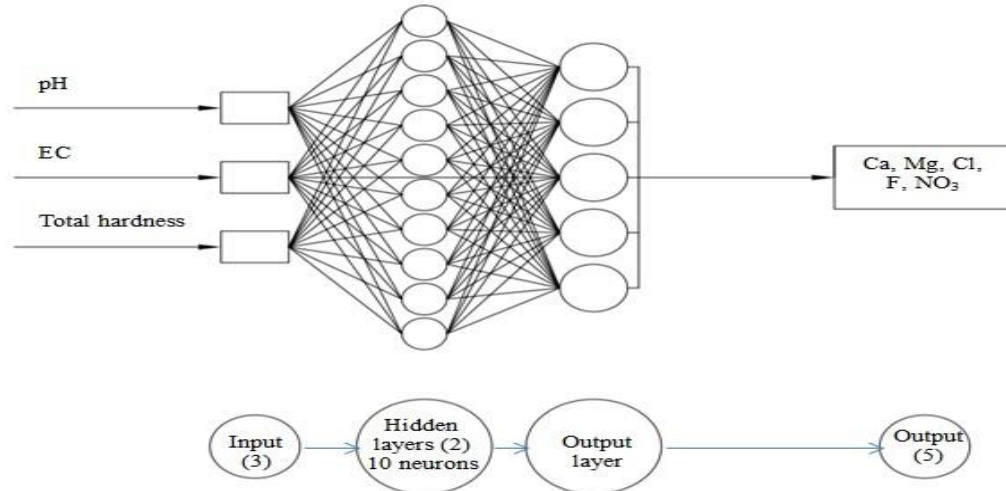 pH
EC
Total hardness
Ca, Mg, Cl,
F, NO₃
Input
(3)
Hidden
layers (2)
10 neurons
Output
layer
Output
(5)